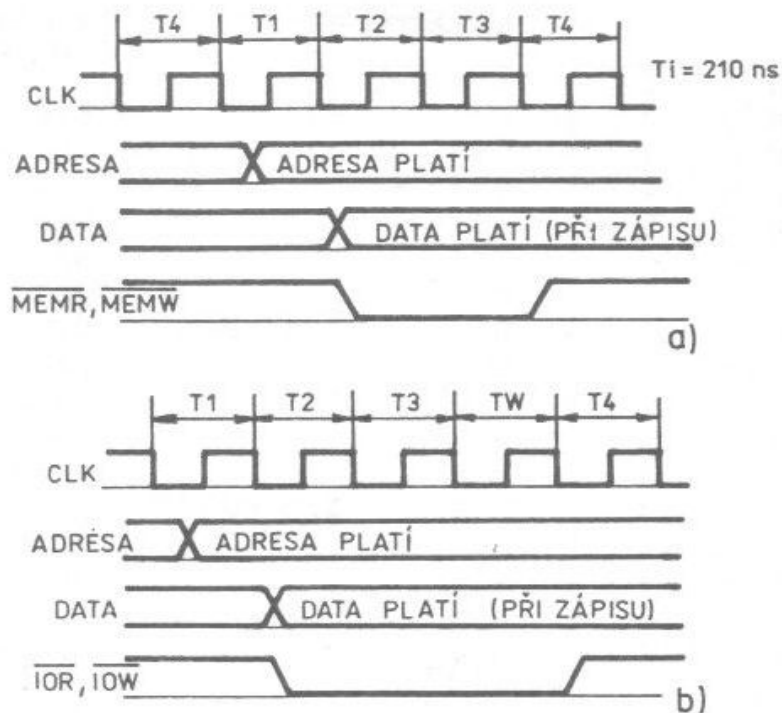 T4 T1 T2 T3 T4
Ti = 210 ns
CLK
ADRESA ADRESA PLATÍ
DATA DATA PLATÍ (PŘI ZÁPISU)
MEMR, MEMW
a)
T1 T2 T3 TW T4
CLK
ADRESA ADRESA PLATÍ
DATA DATA PLATÍ (PŘI ZÁPISU)
IOR, IOW
b)